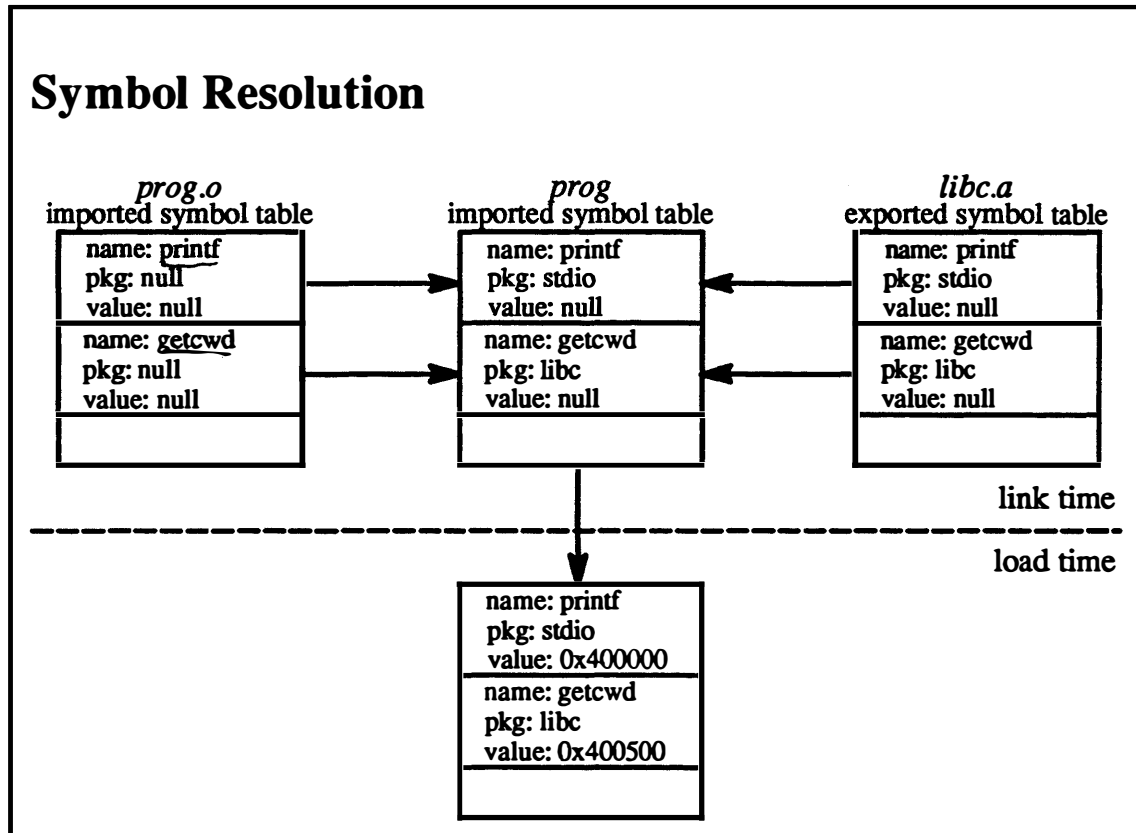 Symbol Resolution
prog.o
imported symbol table
name: printf
pkg: null
value: null
name: getcwd
pkg: null
value: null
prog
imported symbol table
name: printf
pkg: stdio
value: null
name: getcwd
pkg: libc
value: null
libc.a
exported symbol table
name: printf
pkg: stdio
value: null
name: getcwd
pkg: libc
value: null
link time
load time
name: printf
pkg: stdio
value: 0x400000
name: getcwd
pkg: libc
value: 0x400500